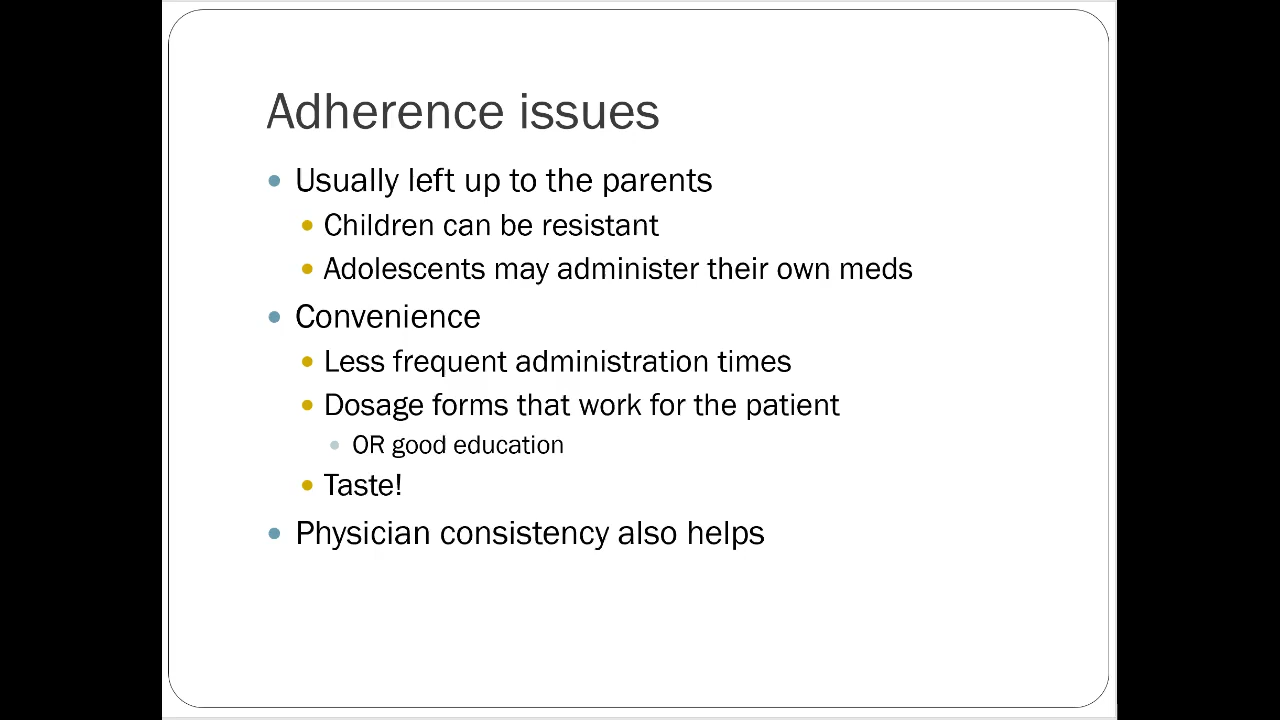 Adherence issues
Usually left up to the parents
Children can be resistant
Adolescents may administer their own meds
Convenience
Less frequent administration times
Dosage forms that work for the patient
OR good education
Taste!
Physician consistency also helps